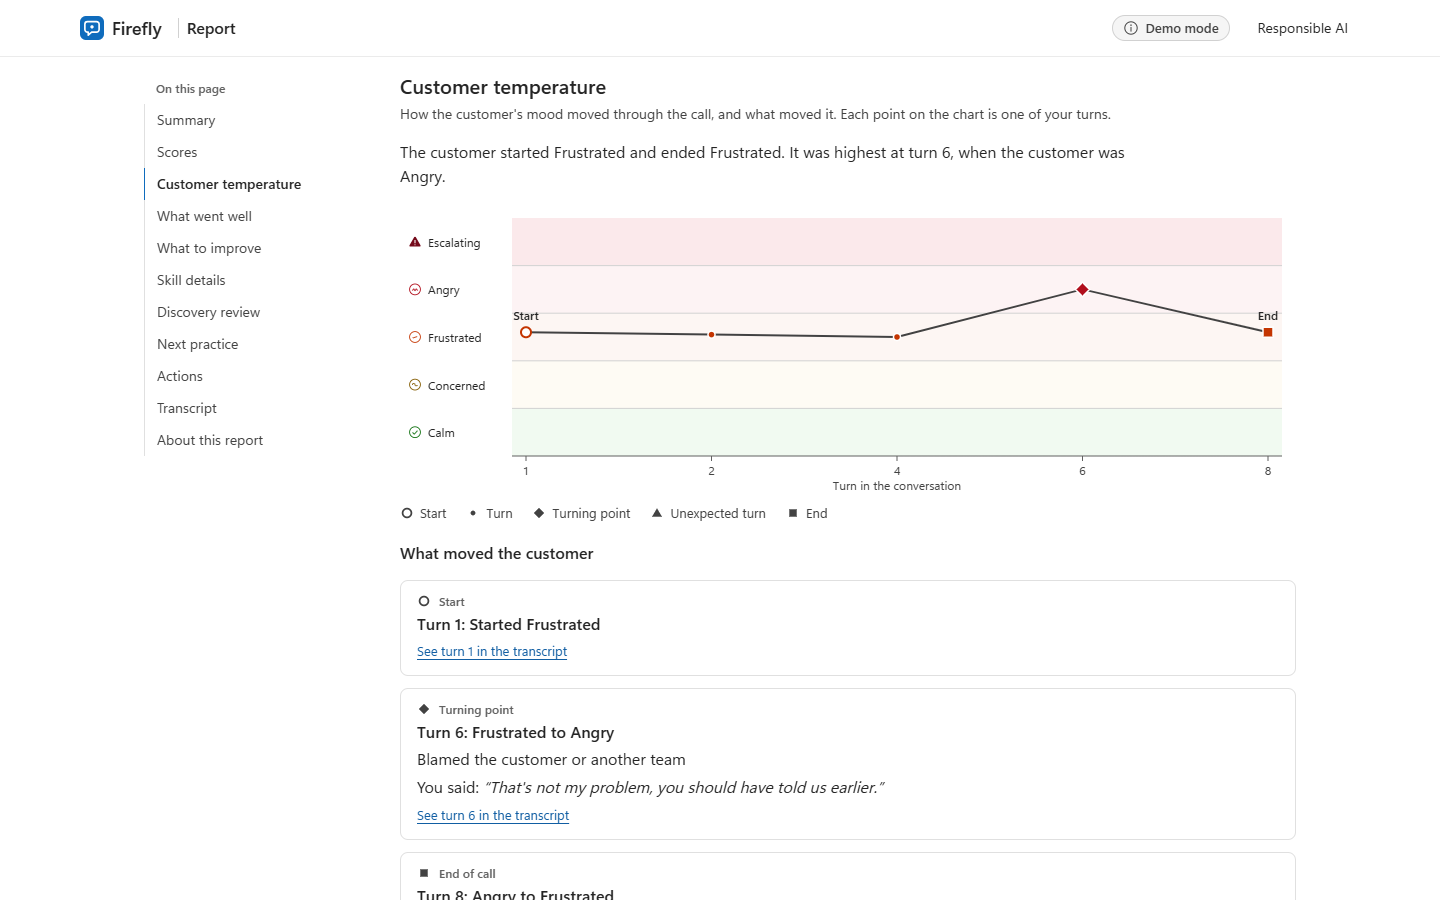 Firefly
Report
Demo mode
Responsible AI
On this page
Summary
Scores
Customer temperature
What went well
What to improve
Skill details
Discovery review
Next practice
Actions
Transcript
About this report
Customer temperature
How the customer's mood moved through the call, and what moved it. Each point on the chart is one of your turns.
The customer started Frustrated and ended Frustrated. It was highest at turn 6, when the customer was
Angry.
Escalating
Angry
Frustrated
Concerned
Calm
Start
End
1 2 4 6 8
Turn in the conversation
Start Turn Turning point Unexpected turn End
What moved the customer
Start
Turn 1: Started Frustrated
See turn 1 in the transcript
Turning point
Turn 6: Frustrated to Angry
Blamed the customer or another team
You said: “That's not my problem, you should have told us earlier.”
See turn 6 in the transcript
End of call
Turn 8: Angry to Frustrated